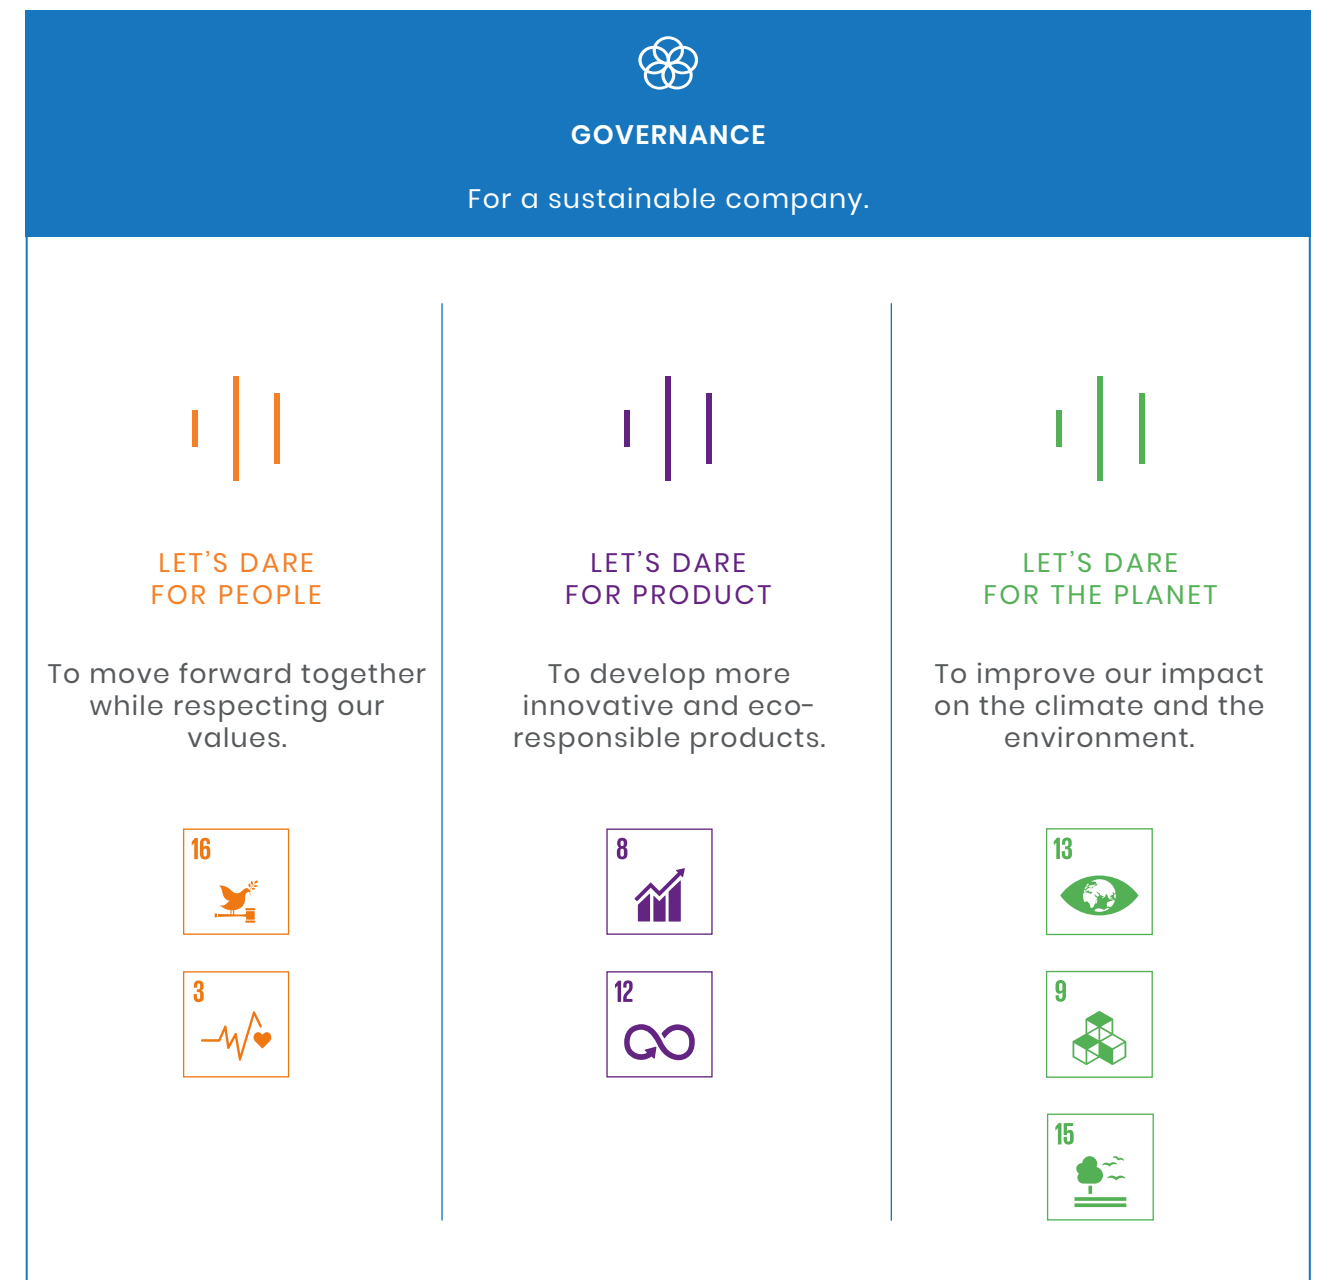 GOVERNANCE
For a sustainable company.
LET’S DARE
FOR PEOPLE
To move forward together
while respecting our
values.
16
3
LET’S DARE
FOR PRODUCT
To develop more
innovative and eco-
responsible products.
8
12
LET’S DARE
FOR THE PLANET
To improve our impact
on the climate and the
environment.
13
9
15